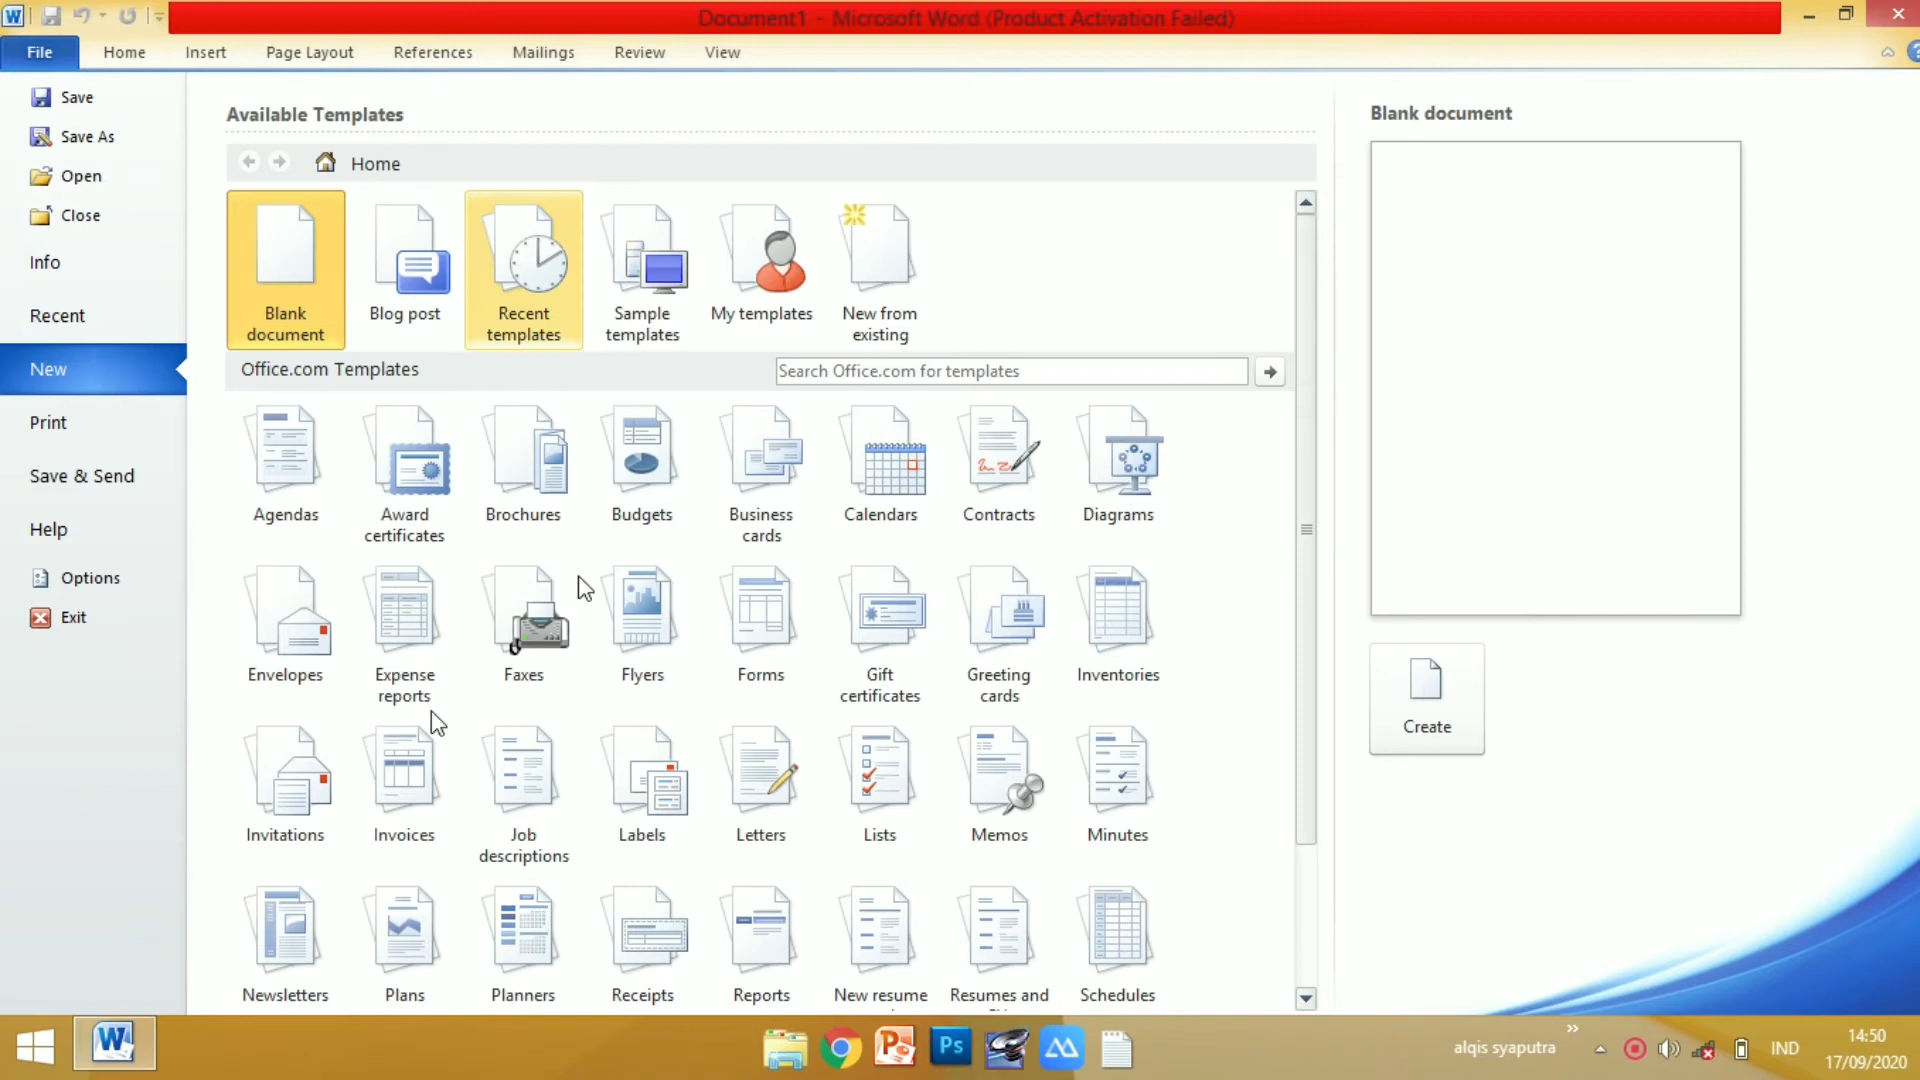 Document1 - Microsoft Word (Product Activation Failed)
File Home Insert Page Layout References Mailings Review View
Save
Save As
Open
Close
Info
Recent
New
Print
Save & Send
Help
Options
Exit
Available Templates
Home
Blank document
Blog post
Recent templates
Sample templates
My templates
New from existing
Office.com Templates
Search Office.com for templates
Agendas
Award certificates
Brochures
Budgets
Business cards
Calendars
Contracts
Diagrams
Envelopes
Expense reports
Faxes
Flyers
Forms
Gift certificates
Greeting cards
Inventories
Invitations
Invoices
Job descriptions
Labels
Letters
Lists
Memos
Minutes
Newsletters
Plans
Planners
Receipts
Reports
New resume
Resumes and
Schedules
Blank document
Create
Ps
alqis syaputra
IND
14:50
17/09/2020